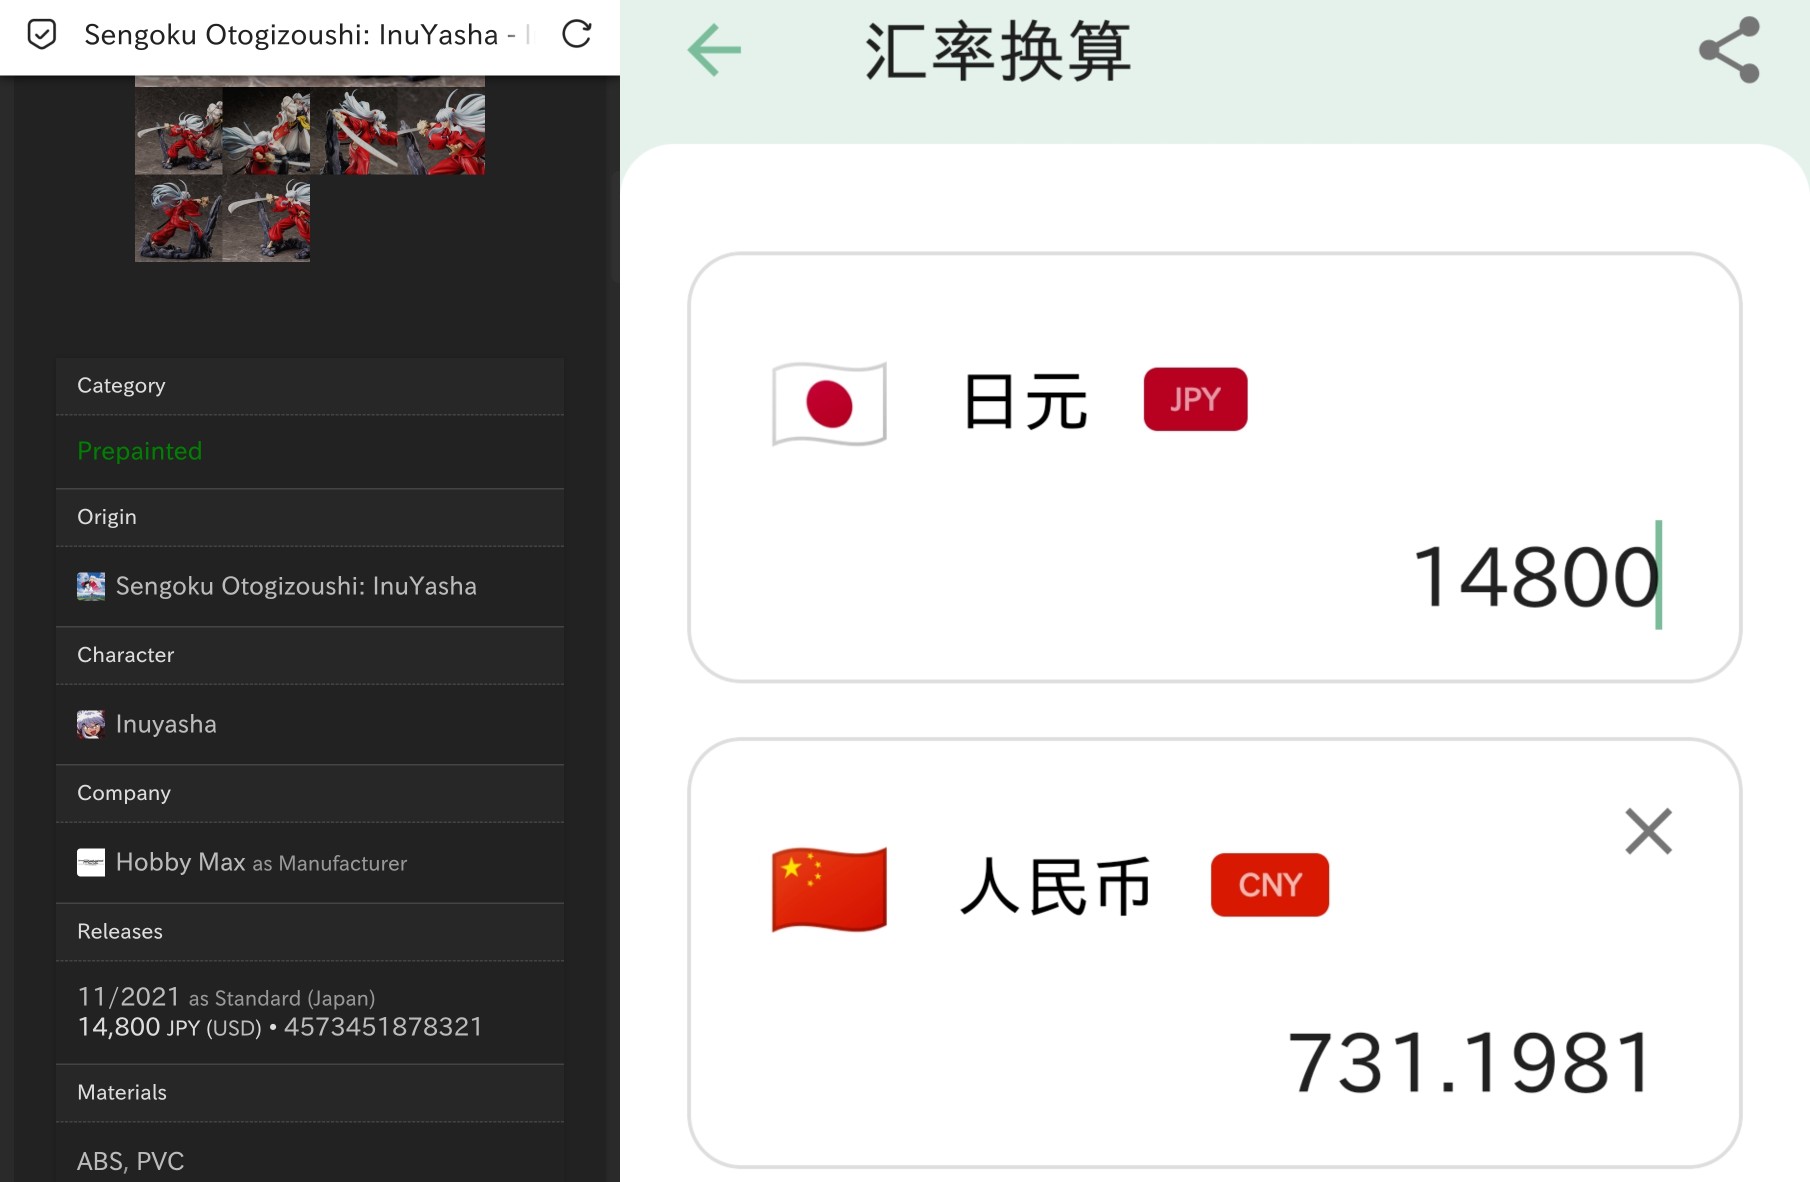 Sengoku Otogizoushi: InuYasha -
Category
Prepainted
Origin
Sengoku Otogizoushi: InuYasha
Character
Inuyasha
Company
Hobby Max as Manufacturer
Releases
11/2021 as Standard (Japan)
14,800 JPY (USD) • 4573451878321
Materials
ABS, PVC
汇率换算
日元 JPY
14800
人民币 CNY
731.1981